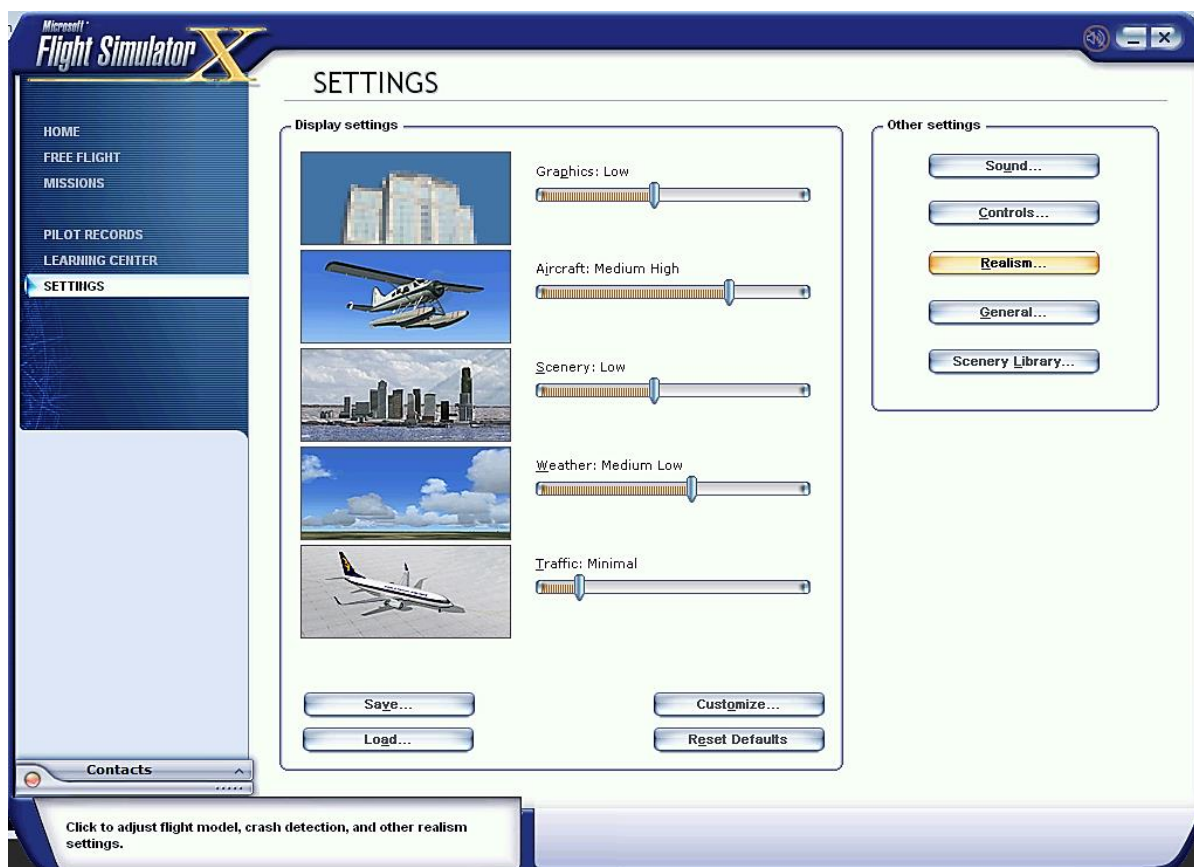 Microsoft
Flight Simulator X
SETTINGS
HOME
FREE FLIGHT
MISSIONS
PILOT RECORDS
LEARNING CENTER
SETTINGS
Display settings
Graphics: Low
Aircraft: Medium High
Scenery: Low
Weather: Medium Low
Traffic: Minimal
Save...
Customize...
Load...
Reset Defaults
Other settings
Sound...
Controls...
Realism...
General...
Scenery Library...
Contacts
Click to adjust flight model, crash detection, and other realism
settings.